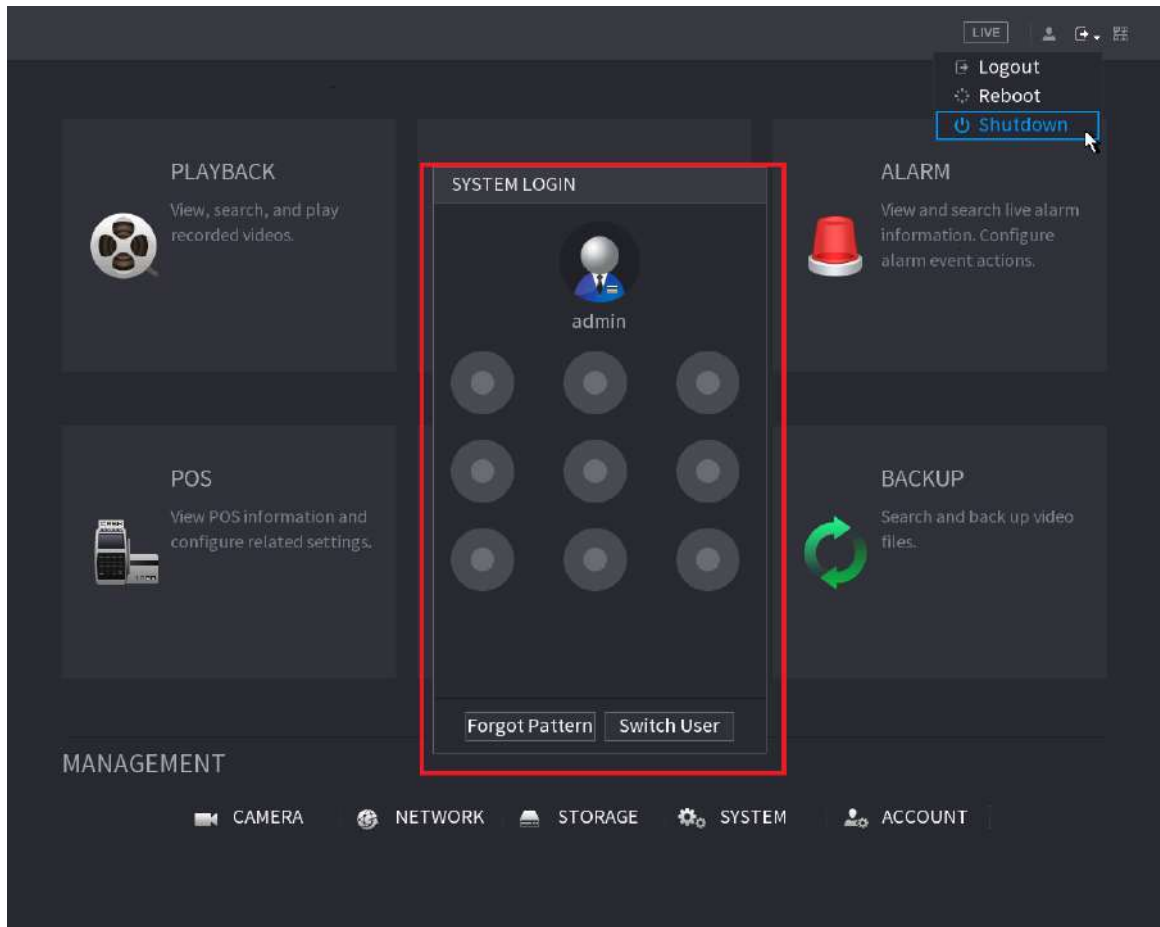 LIVE
Logout
Reboot
Shutdown
PLAYBACK
View, search, and play
recorded videos.
SYSTEM LOGIN
admin
Forgot Pattern
Switch User
ALARM
View and search live alarm
information. Configure
alarm event actions.
POS
View POS information and
configure related settings.
BACKUP
Search and back up video
files.
MANAGEMENT
CAMERA
NETWORK
STORAGE
SYSTEM
ACCOUNT